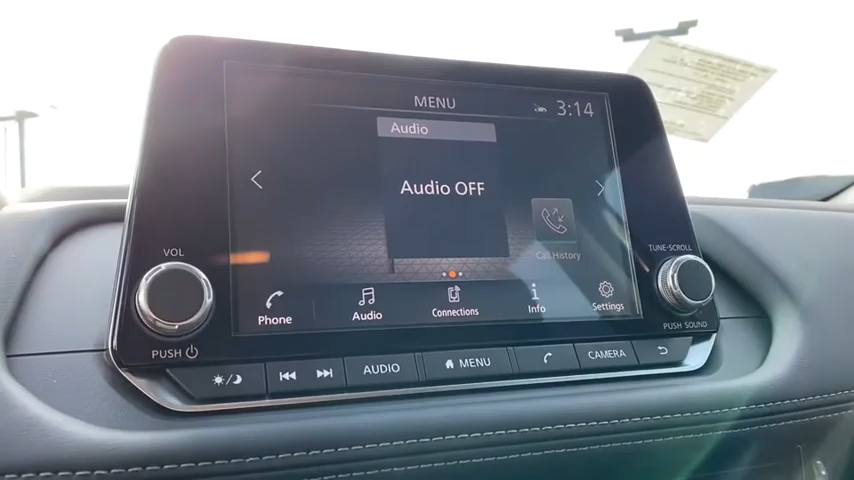 MENU
3:14
Audio
Audio OFF
Call History
Phone
Audio
Connections
Info
Settings
VOL
PUSH
TUNE·SCROLL
PUSH SOUND
AUDIO
MENU
CAMERA